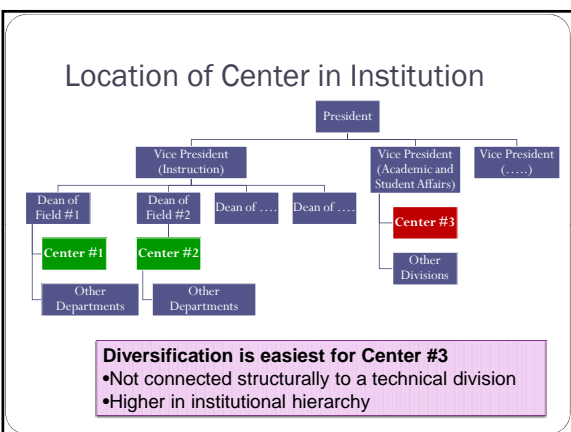 Location of Center in Institution
President
Vice President
(Instruction)
Vice President
(Academic and
Student Affairs)
Vice President
(…..)
Dean of
Field #1
Dean of
Field #2
Dean of ….
Dean of ….
Center #1
Center #2
Center #3
Other
Departments
Other
Departments
Other
Divisions
Diversification is easiest for Center #3
•Not connected structurally to a technical division
•Higher in institutional hierarchy